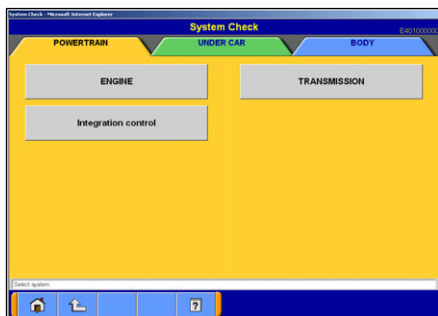 System Check - Microsoft Internet Explorer
System Check
E401000000
POWERTRAIN
UNDER CAR
BODY
ENGINE
TRANSMISSION
Integration control
Select system
?